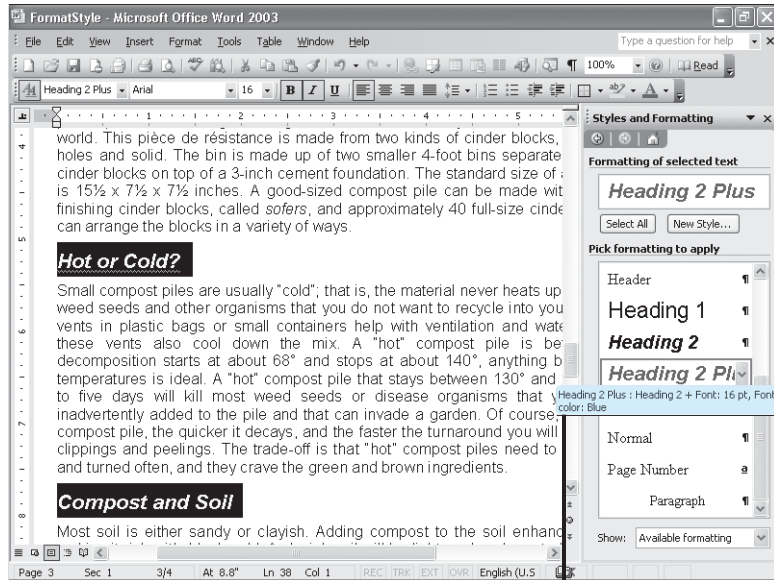 FormatStyle - Microsoft Office Word 2003
File Edit View Insert Format Tools Table Window Help
Type a question for help
100%
Read
Heading 2 Plus
Arial
16
B I U
1 2 3 4 5
Styles and Formatting
world. This pièce de résistance is made from two kinds of cinder blocks,
holes and solid. The bin is made up of two smaller 4-foot bins separate
cinder blocks on top of a 3-inch cement foundation. The standard size of
is 15½ x 7½ x 7½ inches. A good-sized compost pile can be made wit
finishing cinder blocks, called sofers, and approximately 40 full-size cinde
can arrange the blocks in a variety of ways.
Hot or Cold?
Small compost piles are usually "cold"; that is, the material never heats up
weed seeds and other organisms that you do not want to recycle into you
vents in plastic bags or small containers help with ventilation and wate
these vents also cool down the mix. A "hot" compost pile is be
decomposition starts at about 68° and stops at about 140°, anything b
temperatures is ideal. A "hot" compost pile that stays between 130° and
to five days will kill most weed seeds or disease organisms that y
inadvertently added to the pile and that can invade a garden. Of course,
compost pile, the quicker it decays, and the faster the turnaround you will
clippings and peelings. The trade-off is that "hot" compost piles need to
and turned often, and they crave the green and brown ingredients.
Compost and Soil
Most soil is either sandy or clayish. Adding compost to the soil enhanc
Formatting of selected text
Heading 2 Plus
Select All New Style...
Pick formatting to apply
Header ¶
Heading 1 ¶
Heading 2 ¶
Heading 2 Pl
Heading 2 Plus : Heading 2 + Font: 16 pt, Font
color: Blue
Normal ¶
Page Number a
Paragraph ¶
Show: Available formatting
Page 3 Sec 1 3/4 At 8.8" Ln 38 Col 1 REC TRK EXT OVR English (U.S